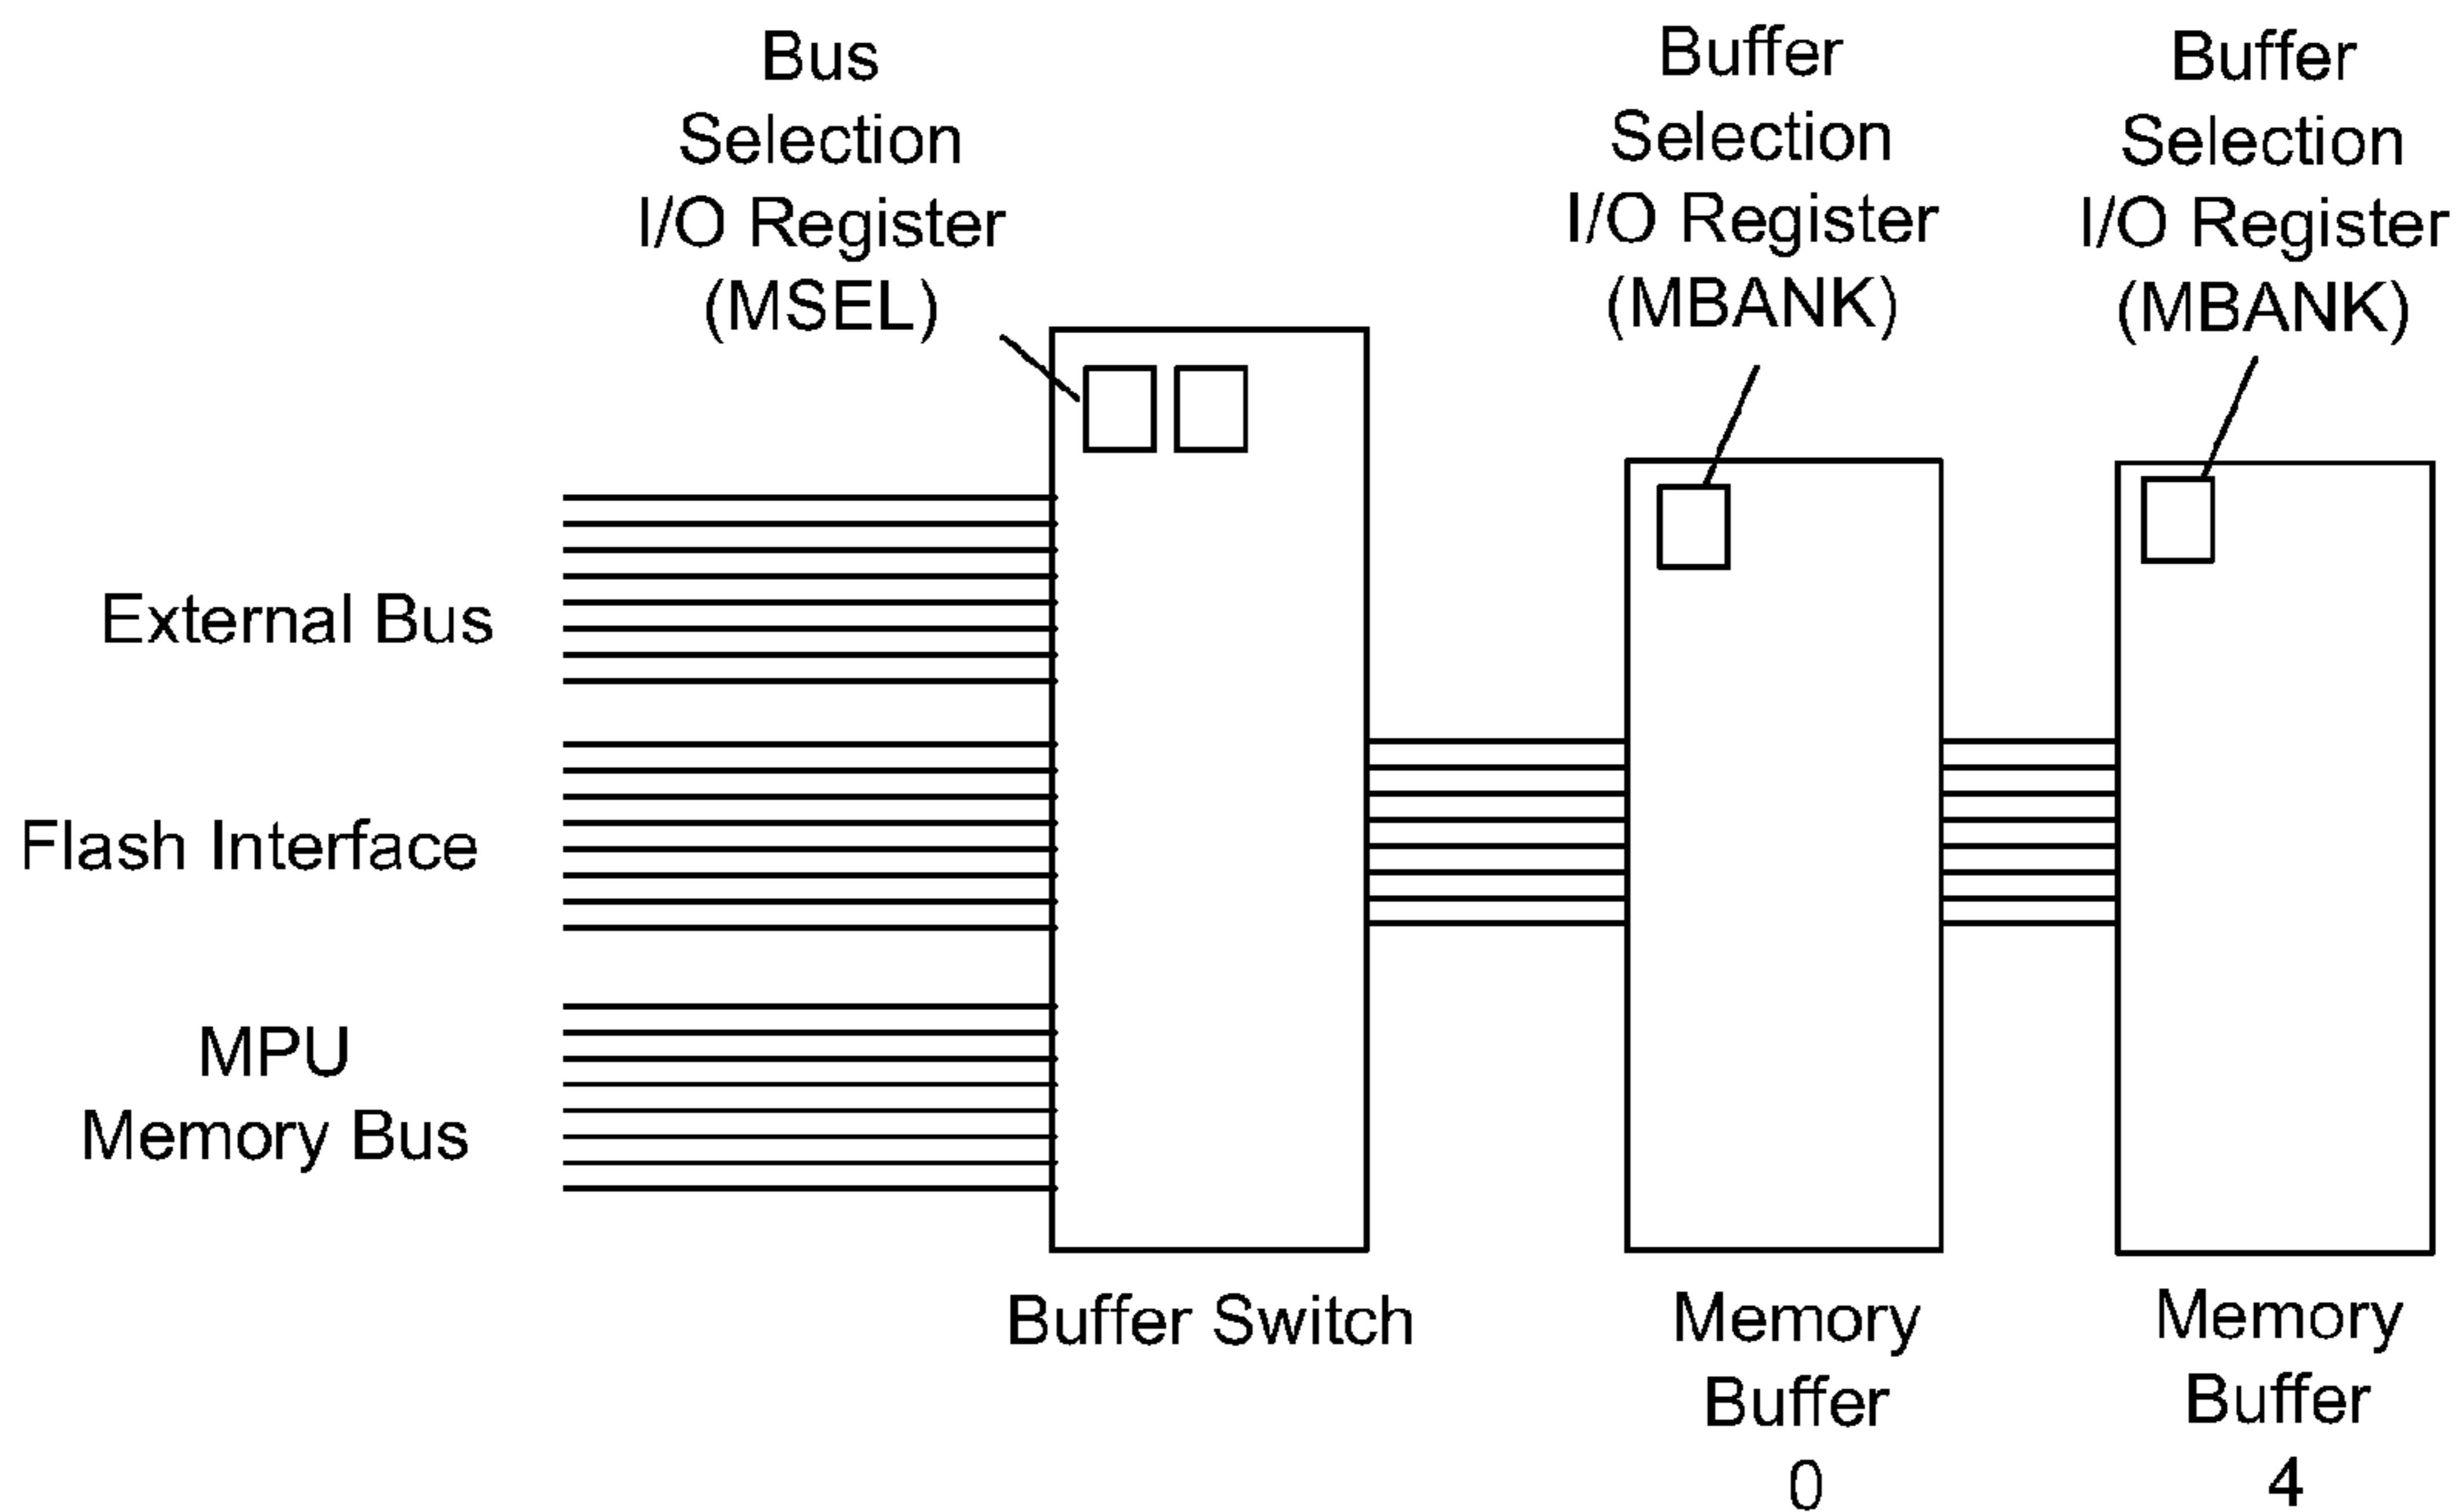 Bus
Selection
I/O Register
(MSEL)
Buffer
Selection
I/O Register
(MBANK)
Buffer
Selection
I/O Register
(MBANK)
External Bus
Flash Interface
MPU
Memory Bus
Buffer Switch
Memory
Buffer
0
Memory
Buffer
4